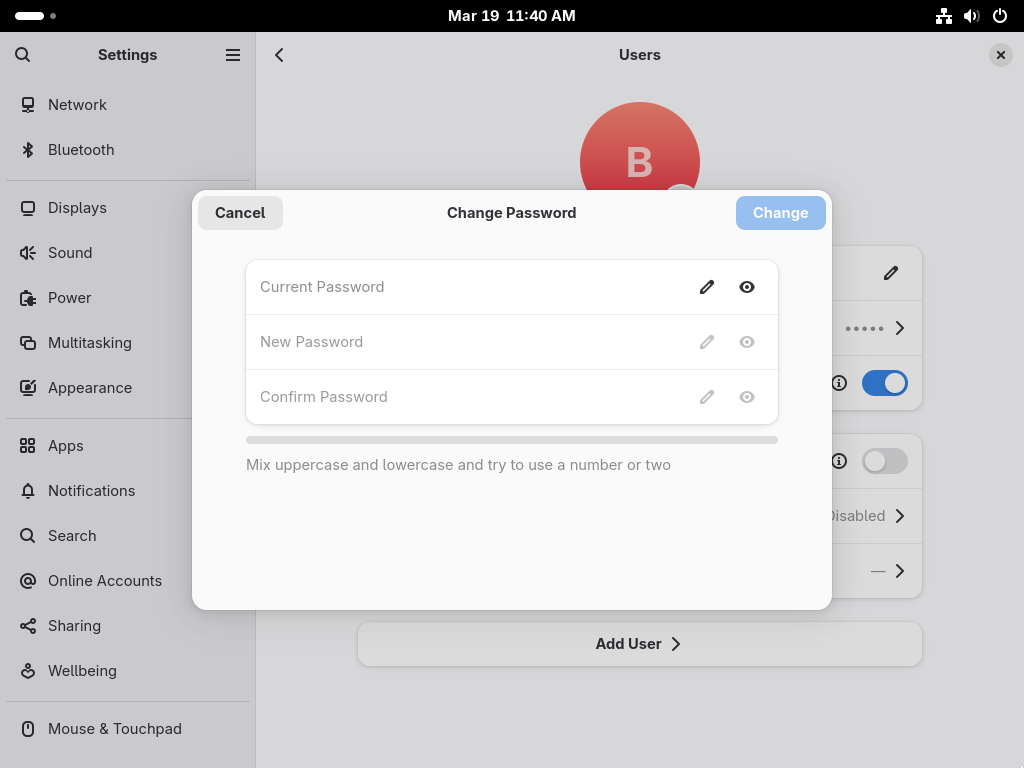 Mar 19 11:40 AM
Settings
Users
Network
Bluetooth
B
Displays
Sound
Power
Multitasking
Appearance
Apps
Notifications
Search
Online Accounts
Sharing
Wellbeing
Mouse & Touchpad
Cancel
Change Password
Change
Current Password
New Password
Confirm Password
Mix uppercase and lowercase and try to use a number or two
•••••
Disabled
—
Add User